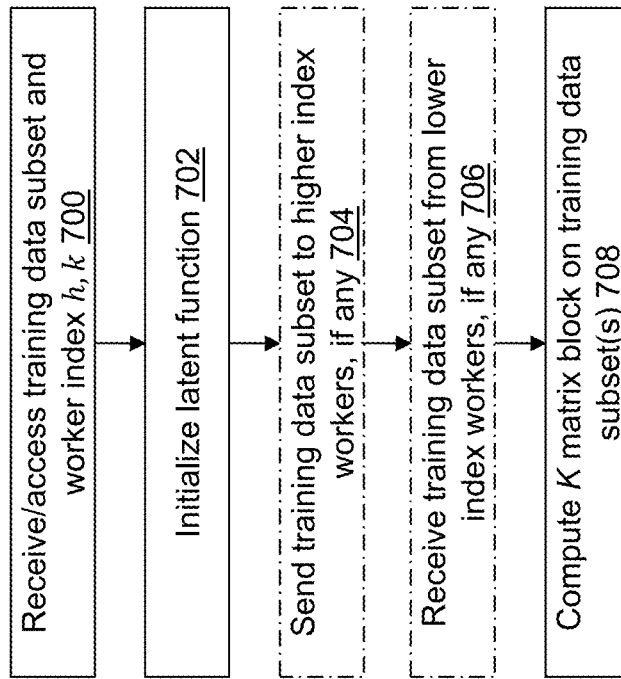 Receive/access training data subset and
worker index h, k 700
Initialize latent function 702
Send training data subset to higher index
workers, if any 704
Receive training data subset from lower
index workers, if any 706
Compute K matrix block on training data
subset(s) 708